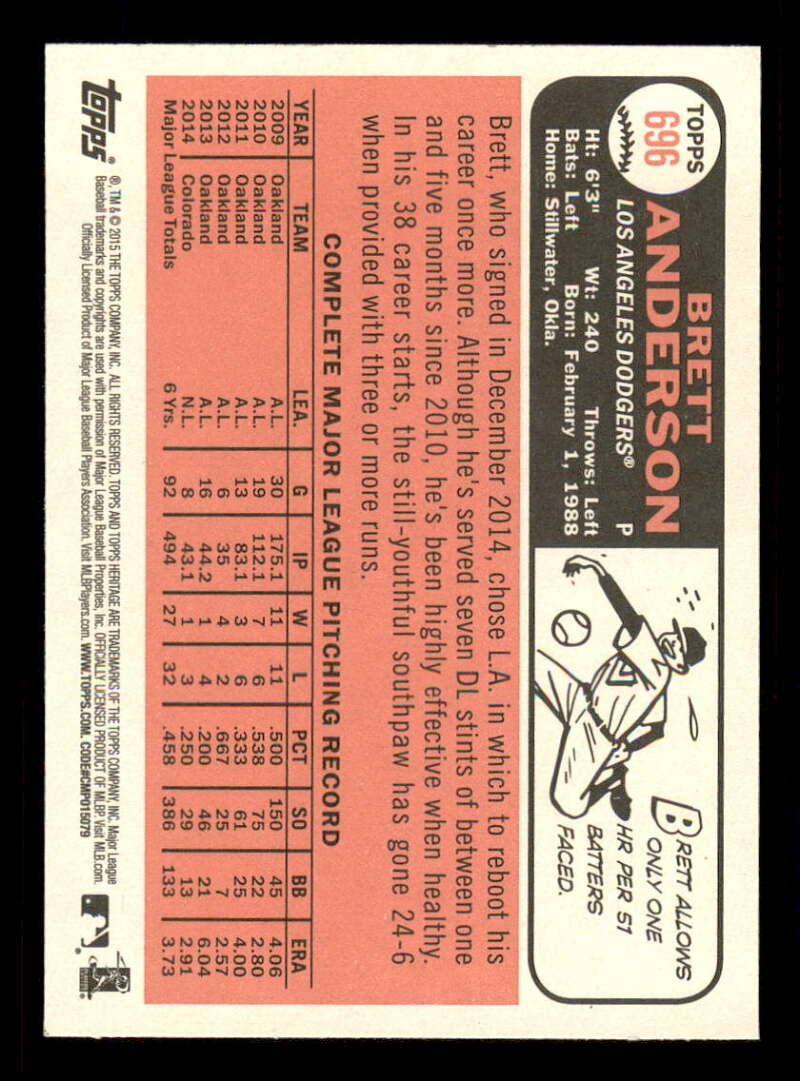 TOPPS
696
BRETT
ANDERSON
LOS ANGELES DODGERS® P
Ht: 6'3" Wt: 240 Throws: Left
Bats: Left Born: February 1, 1988
Home: Stillwater, Okla.
BRETT ALLOWS
ONLY ONE
HR PER 51
BATTERS
FACED.
Brett, who signed in December 2014, chose L.A. in which to reboot his
career once more. Although he's served seven DL stints of between one
and five months since 2010, he's been highly effective when healthy.
In his 38 career starts, the still-youthful southpaw has gone 24-6
when provided with three or more runs.
COMPLETE MAJOR LEAGUE PITCHING RECORD
YEAR TEAM LEA. G IP W L PCT SO BB ERA
2009 Oakland A.L. 30 175.1 11 11 .500 150 45 4.06
2010 Oakland A.L. 19 112.1 7 6 .538 75 22 2.80
2011 Oakland A.L. 13 83.1 3 6 .333 61 25 4.00
2012 Oakland A.L. 6 35 4 2 .667 25 7 2.57
2013 Oakland A.L. 16 44.2 1 4 .200 46 21 6.04
2014 Colorado N.L. 8 43.1 1 3 .250 29 13 2.91
Major League Totals 6 Yrs. 92 494 27 32 .458 386 133 3.73
topps®
®, TM & © 2015 THE TOPPS COMPANY, INC. ALL RIGHTS RESERVED. TOPPS AND TOPPS HERITAGE ARE TRADEMARKS OF THE TOPPS COMPANY, INC. Major League
Baseball trademarks and copyrights are used with permission of Major League Baseball Properties, Inc. OFFICIALLY LICENSED PRODUCT OF MLBP. Visit MLB.com.
Officially Licensed Product of Major League Baseball Players Association. Visit MLBPlayers.com. WWW.TOPPS.COM. CODE#CMP015079